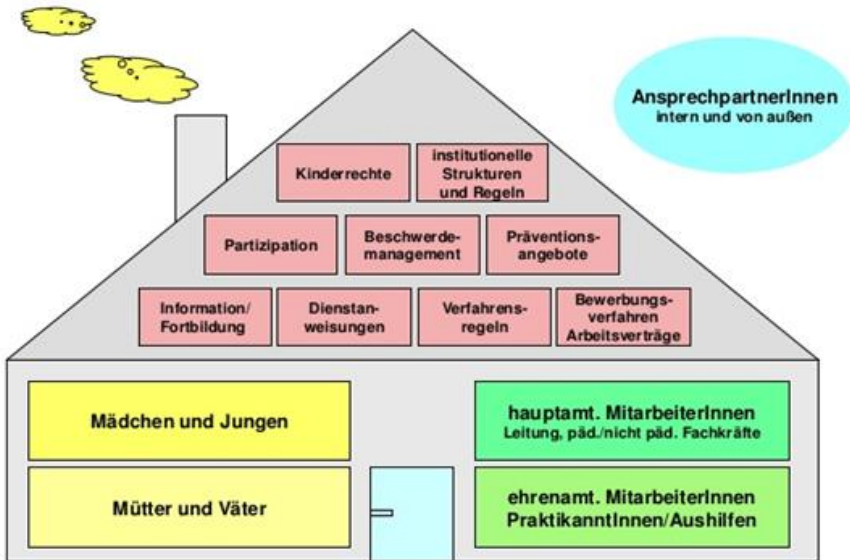 AnsprechpartnerInnen
intern und von außen
Kinderrechte
institutionelle
Strukturen
und Regeln
Partizipation
Beschwerde-
management
Präventions-
angebote
Information/
Fortbildung
Dienstan-
weisungen
Verfahrens-
regeln
Bewerbungs-
verfahren
Arbeitsverträge
Mädchen und Jungen
hauptamt. MitarbeiterInnen
Leitung, päd./nicht päd. Fachkräfte
Mütter und Väter
ehrenamt. MitarbeiterInnen
PraktikanntInnen/Aushilfen